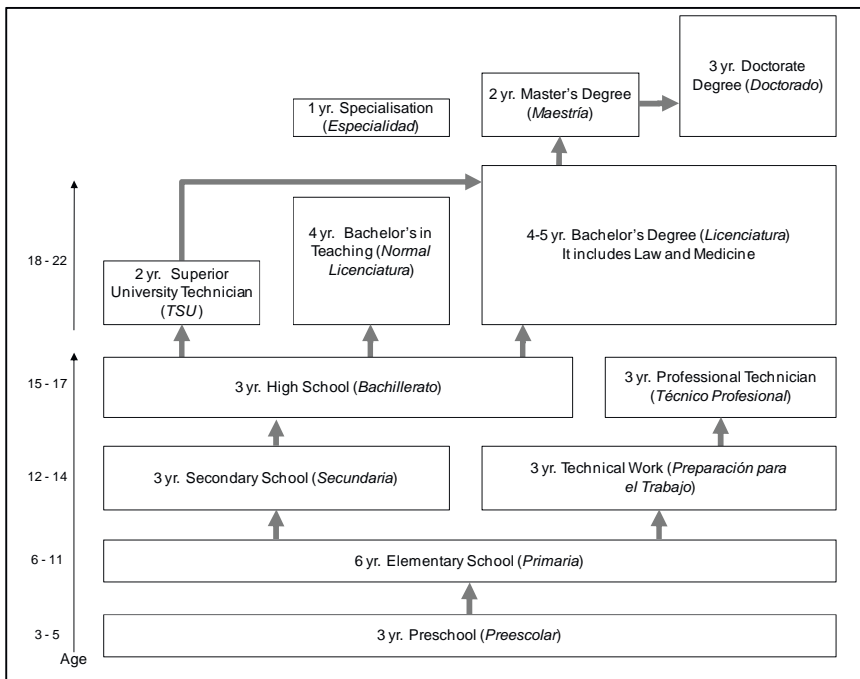 3 yr. Doctorate
Degree (Doctorado)
2 yr. Master's Degree
(Maestría)
1 yr. Specialisation
(Especialidad)
4 yr. Bachelor's in
Teaching (Normal
Licenciatura)
4-5 yr. Bachelor's Degree (Licenciatura)
It includes Law and Medicine
18 - 22
2 yr. Superior
University Technician
(TSU)
15 - 17
3 yr. High School (Bachillerato)
3 yr. Professional Technician
(Técnico Profesional)
12 - 14
3 yr. Secondary School (Secundaria)
3 yr. Technical Work (Preparación para
el Trabajo)
6 - 11
6 yr. Elementary School (Primaria)
3 - 5
3 yr. Preschool (Preescolar)
Age